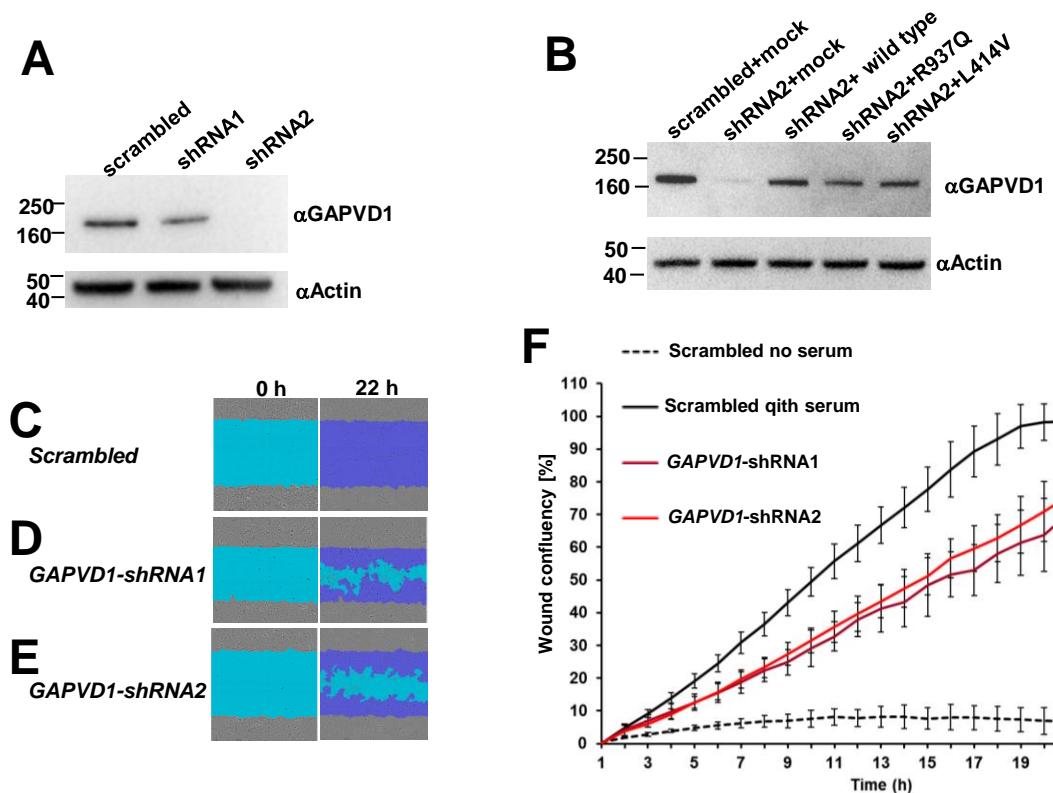 A
scrambled
shRNA1
shRNA2
250
160
αGAPVD1
50
40
αActin
B
scrambled+mock
shRNA2+mock
shRNA2+ wild type
shRNA2+R937Q
shRNA2+L414V
250
160
αGAPVD1
50
40
αActin
0 h 22 h
C
Scrambled
D
GAPVD1-shRNA1
E
GAPVD1-shRNA2
F
Scrambled no serum
Scrambled qith serum
GAPVD1-shRNA1
GAPVD1-shRNA2
Wound confluency [%]
110
100
90
80
70
60
50
40
30
20
10
0
1 3 5 7 9 11 13 15 17 19
Time (h)